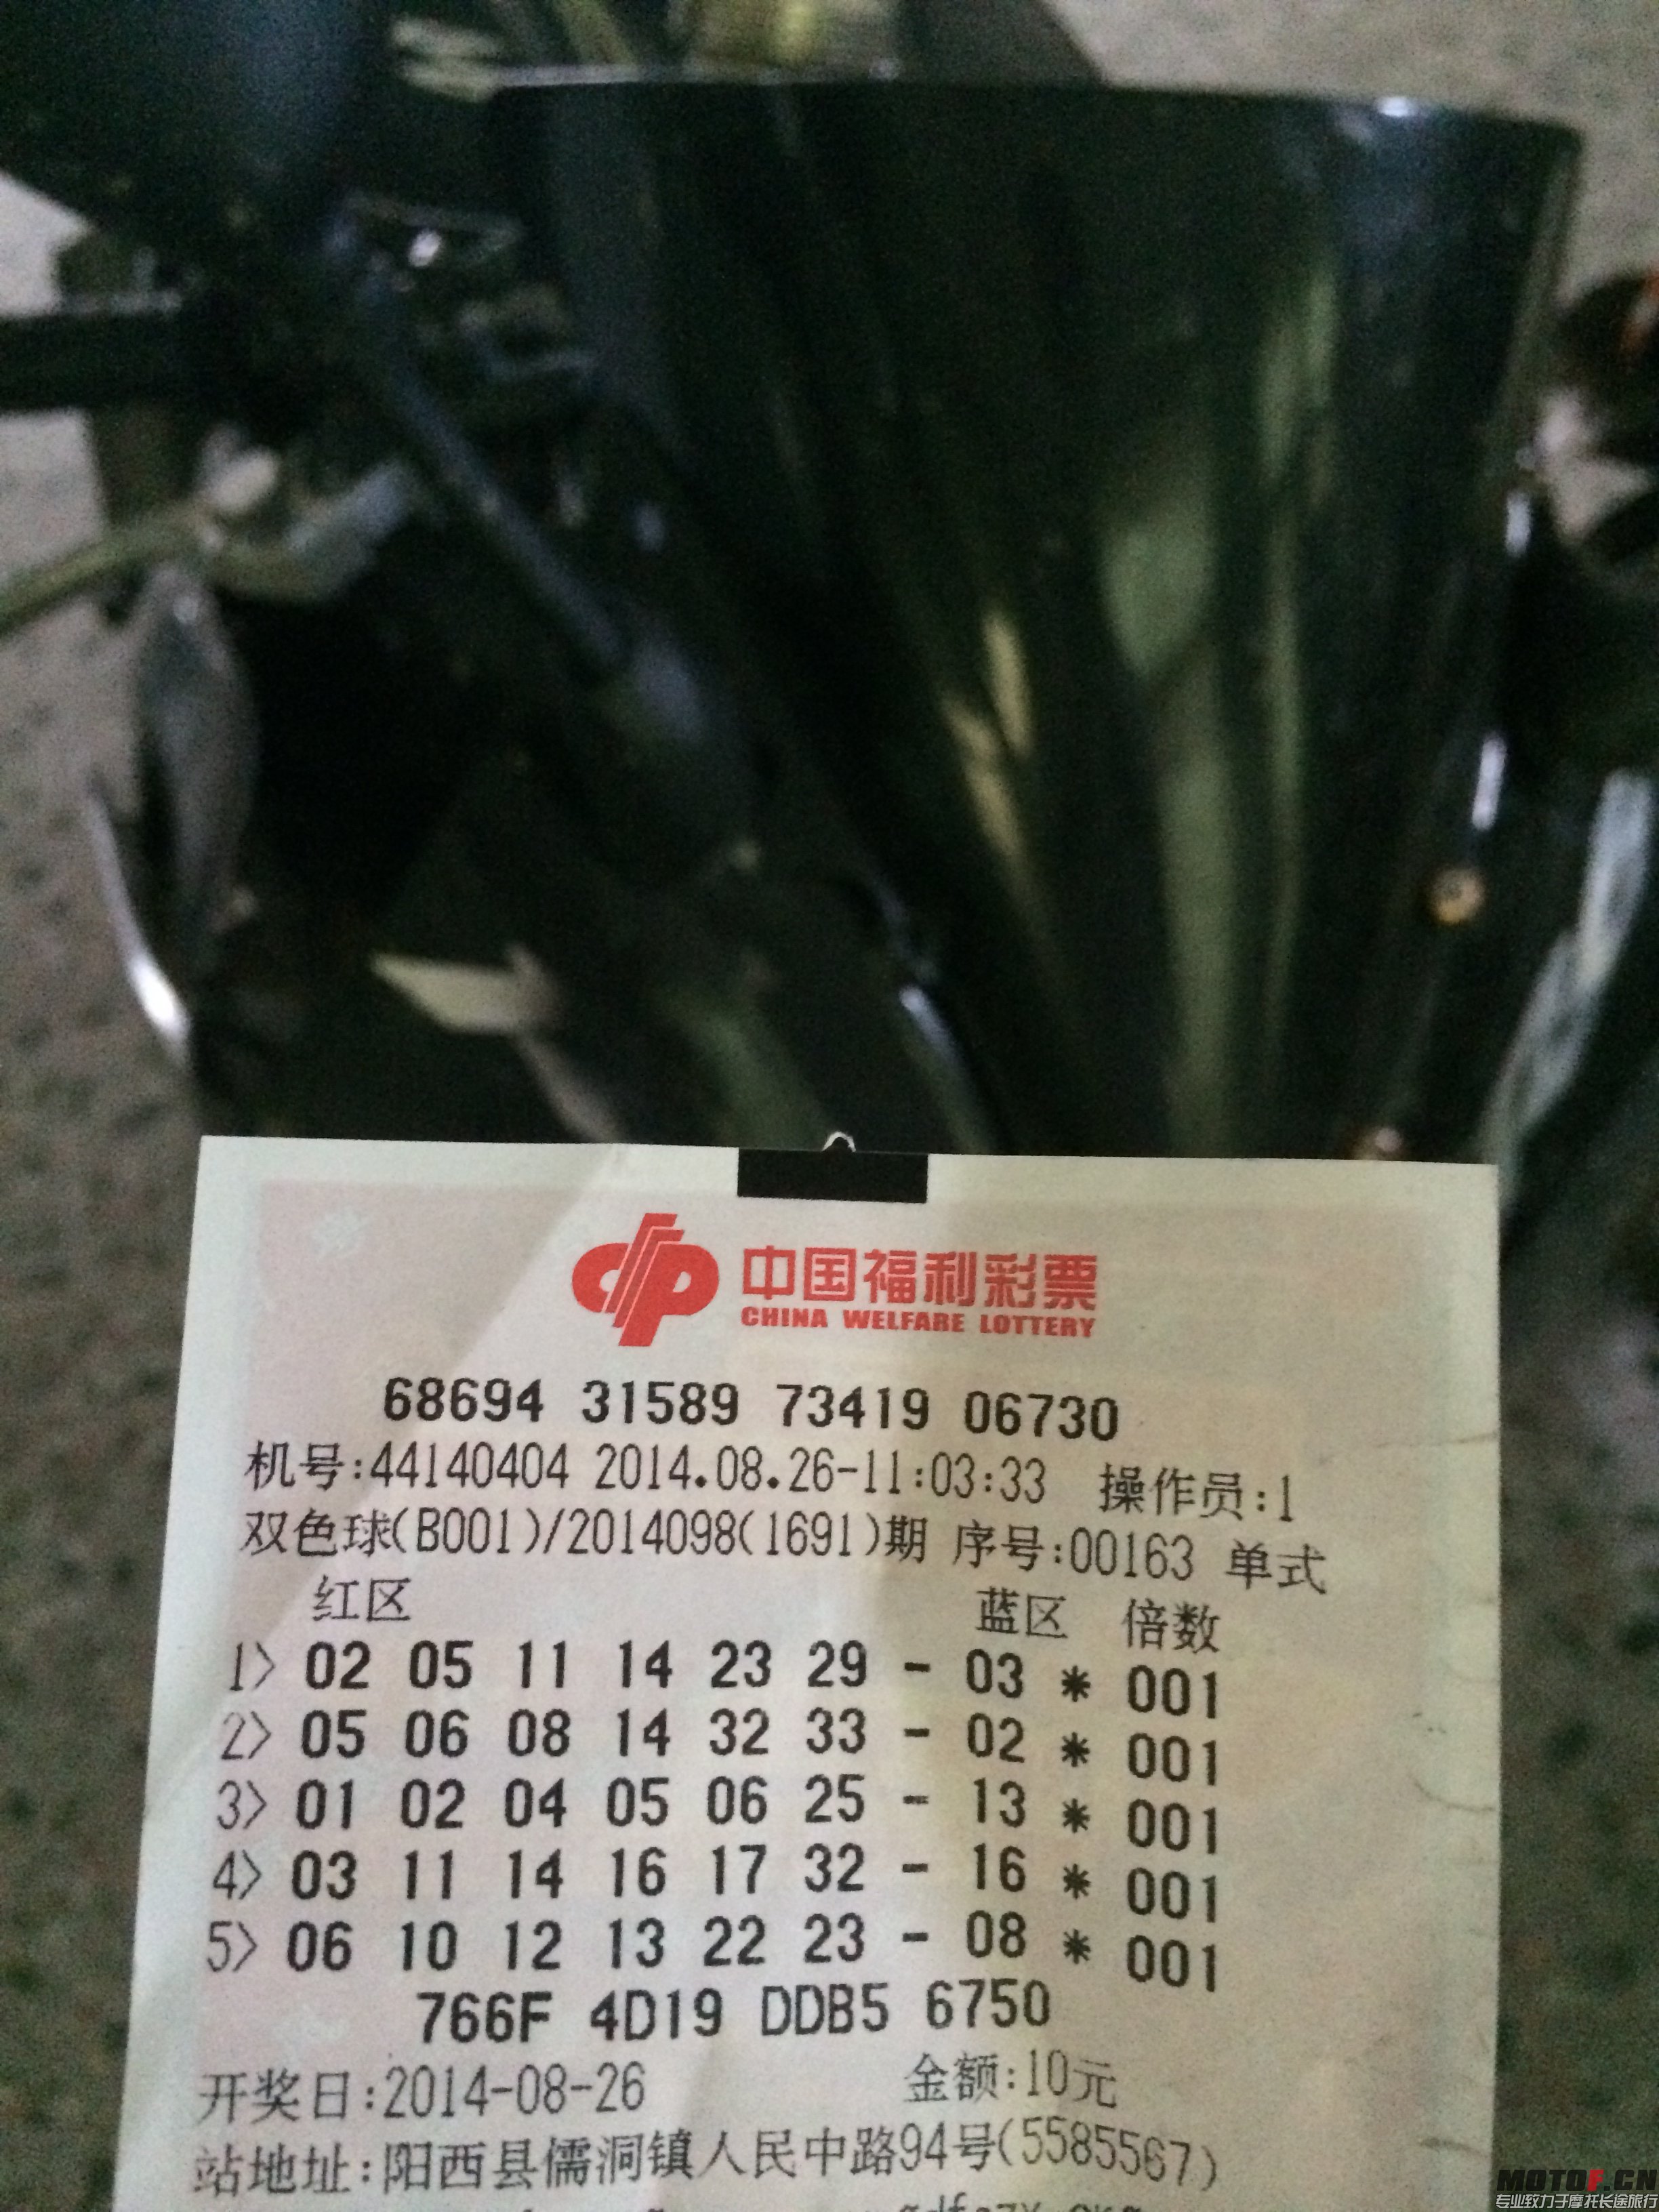 中国福利彩票
CHINA WELFARE LOTTERY
68694 31589 73419 06730
机号:44140404 2014.08.26-11:03:33 操作员:1
双色球(B001)/2014098(1691)期 序号:00163 单式
红区 蓝区 倍数
1> 02 05 11 14 23 29 - 03 * 001
2> 05 06 08 14 32 33 - 02 * 001
3> 01 02 04 05 06 25 - 13 * 001
4> 03 11 14 16 17 32 - 16 * 001
5> 06 10 12 13 22 23 - 08 * 001
766F 4D19 DDB5 6750
开奖日:2014-08-26 金额:10元
站地址:阳西县儒洞镇人民中路94号(5585567)
MOTOF.CN
专业致力于摩托长途旅行